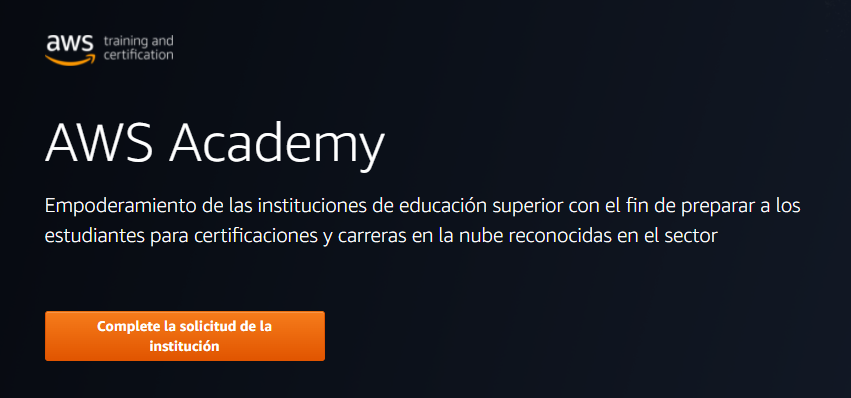 aws training and
certification
AWS Academy
Empoderamiento de las instituciones de educación superior con el fin de preparar a los
estudiantes para certificaciones y carreras en la nube reconocidas en el sector
Complete la solicitud de la
institución